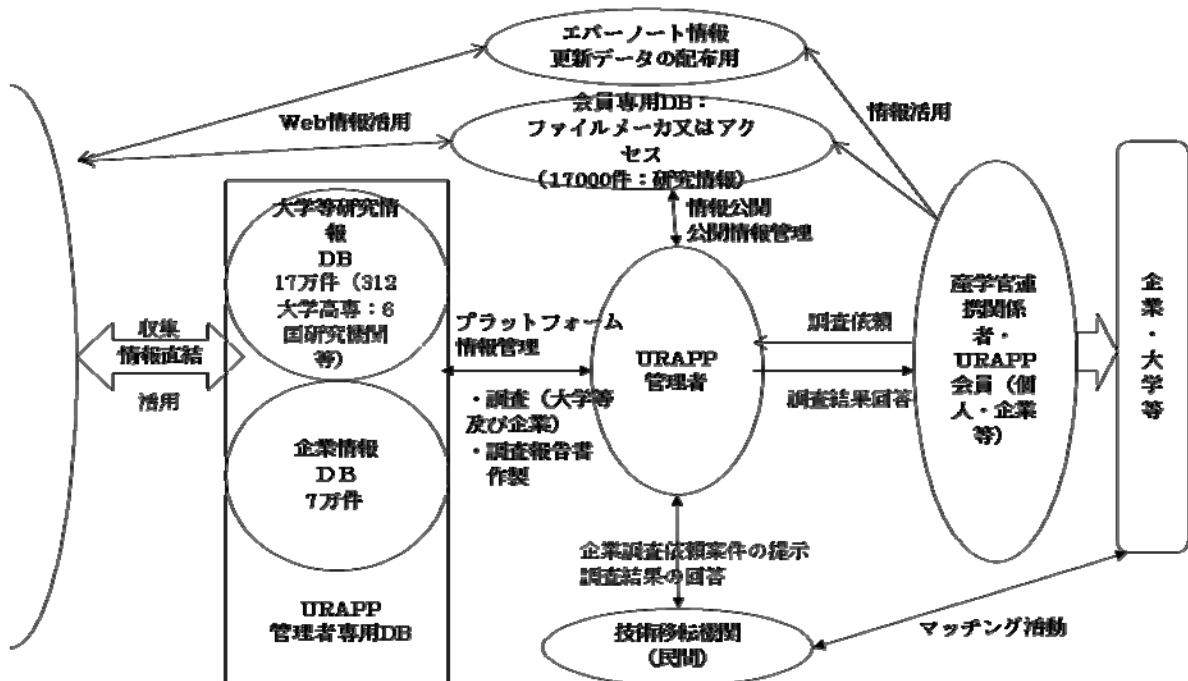 エバーノート情報
更新データの配布用
会員専用DB：
ファイルメーカ又はアク
セス
（17000件：研究情報）
Web情報活用
情報活用
情報公開
公開情報管理
大学等研究情
報
DB
17万件（312
大学高専：6
国研究機関
等）
収集
情報直結
活用
プラットフォーム
情報管理
・調査（大学等
及び企業）
・調査報告書
作製
URAPP
管理者
調査依頼
調査結果回答
産学官連
携関係
者・
URAPP
会員（個
人・企業
等）
企業・大学等
企業情報
DB
7万件
URAPP
管理者専用DB
企業調査依頼案件の提示
調査結果の回答
技術移転機関
（民間）
マッチング活動